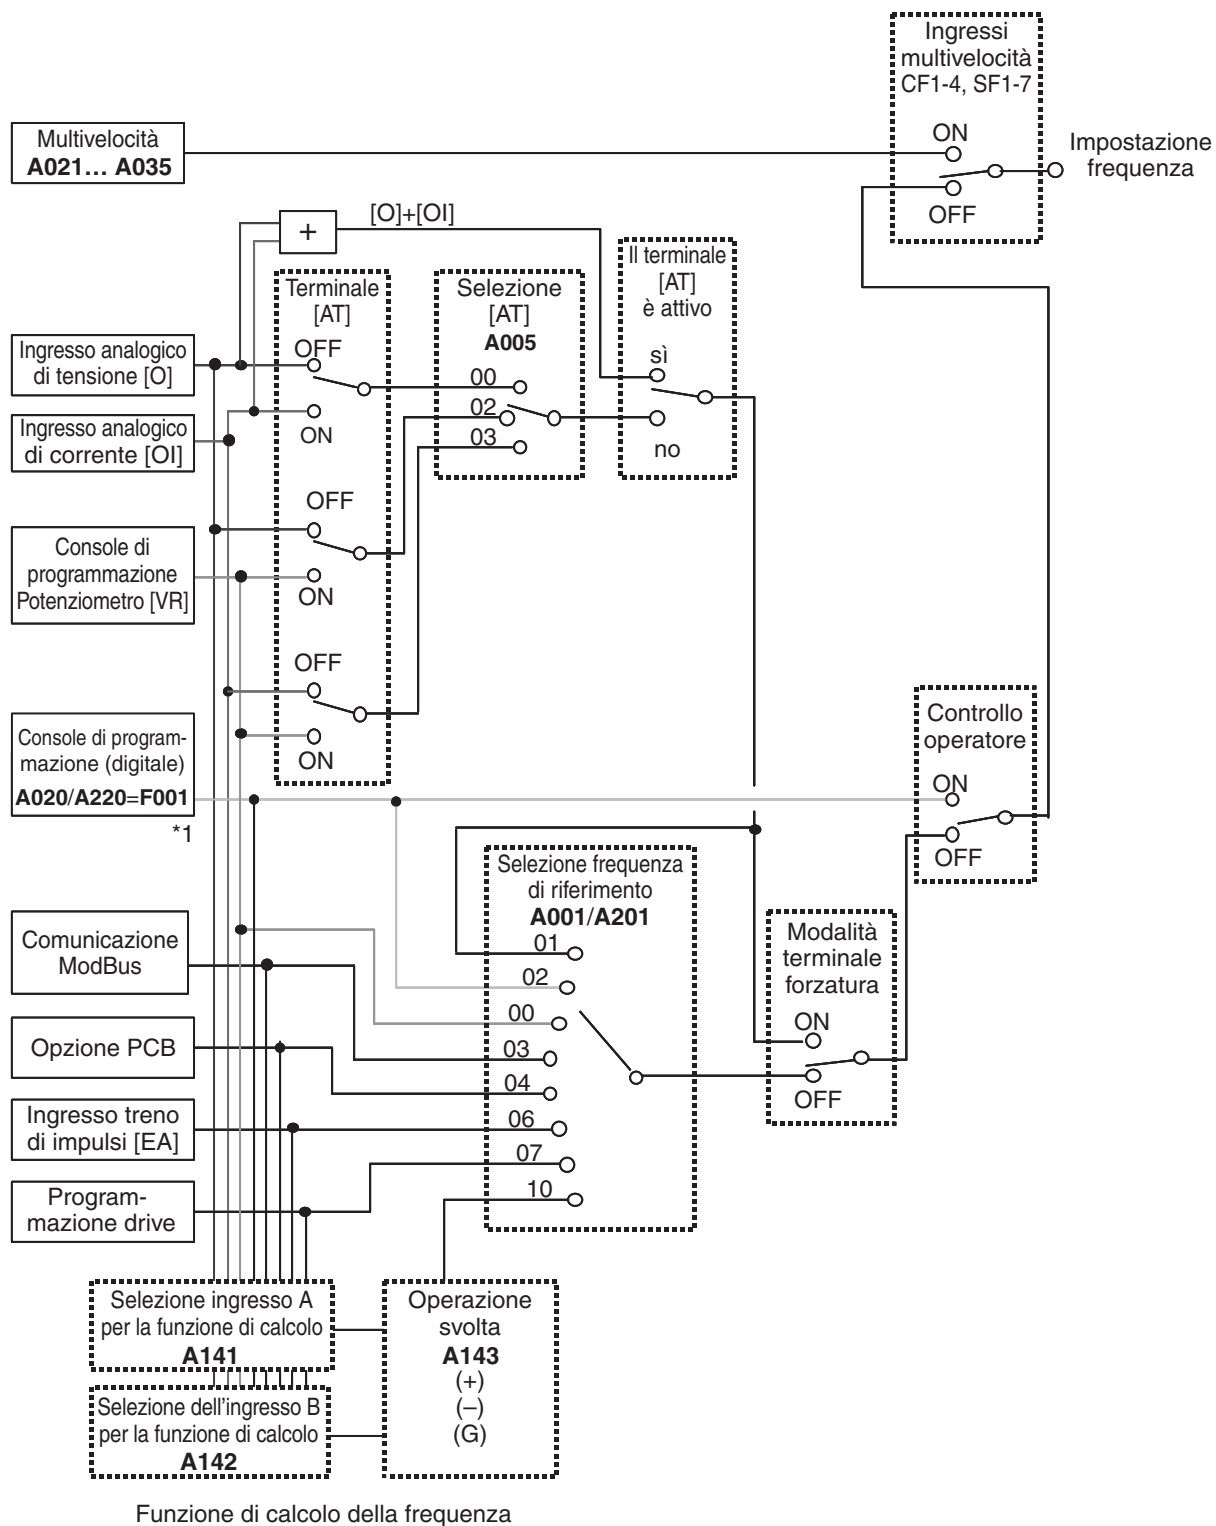 Ingressi
multivelocità
CF1-4, SF1-7
ON
OFF
Impostazione
frequenza
Multivelocità
A021... A035
+
[O]+[OI]
Terminale
[AT]
OFF
ON
OFF
ON
OFF
ON
Selezione
[AT]
A005
00
02
03
Il terminale
[AT]
è attivo
sì
no
Ingresso analogico
di tensione [O]
Ingresso analogico
di corrente [OI]
Console di
programmazione
Potenziometro [VR]
Console di program-
mazione (digitale)
A020/A220=F001
*1
Controllo
operatore
ON
OFF
Selezione frequenza
di riferimento
A001/A201
01
02
00
03
04
06
07
10
Modalità
terminale
forzatura
ON
OFF
Comunicazione
ModBus
Opzione PCB
Ingresso treno
di impulsi [EA]
Program-
mazione drive
Selezione ingresso A
per la funzione di calcolo
A141
Selezione dell'ingresso B
per la funzione di calcolo
A142
Operazione
svolta
A143
(+)
(–)
(G)
Funzione di calcolo della frequenza